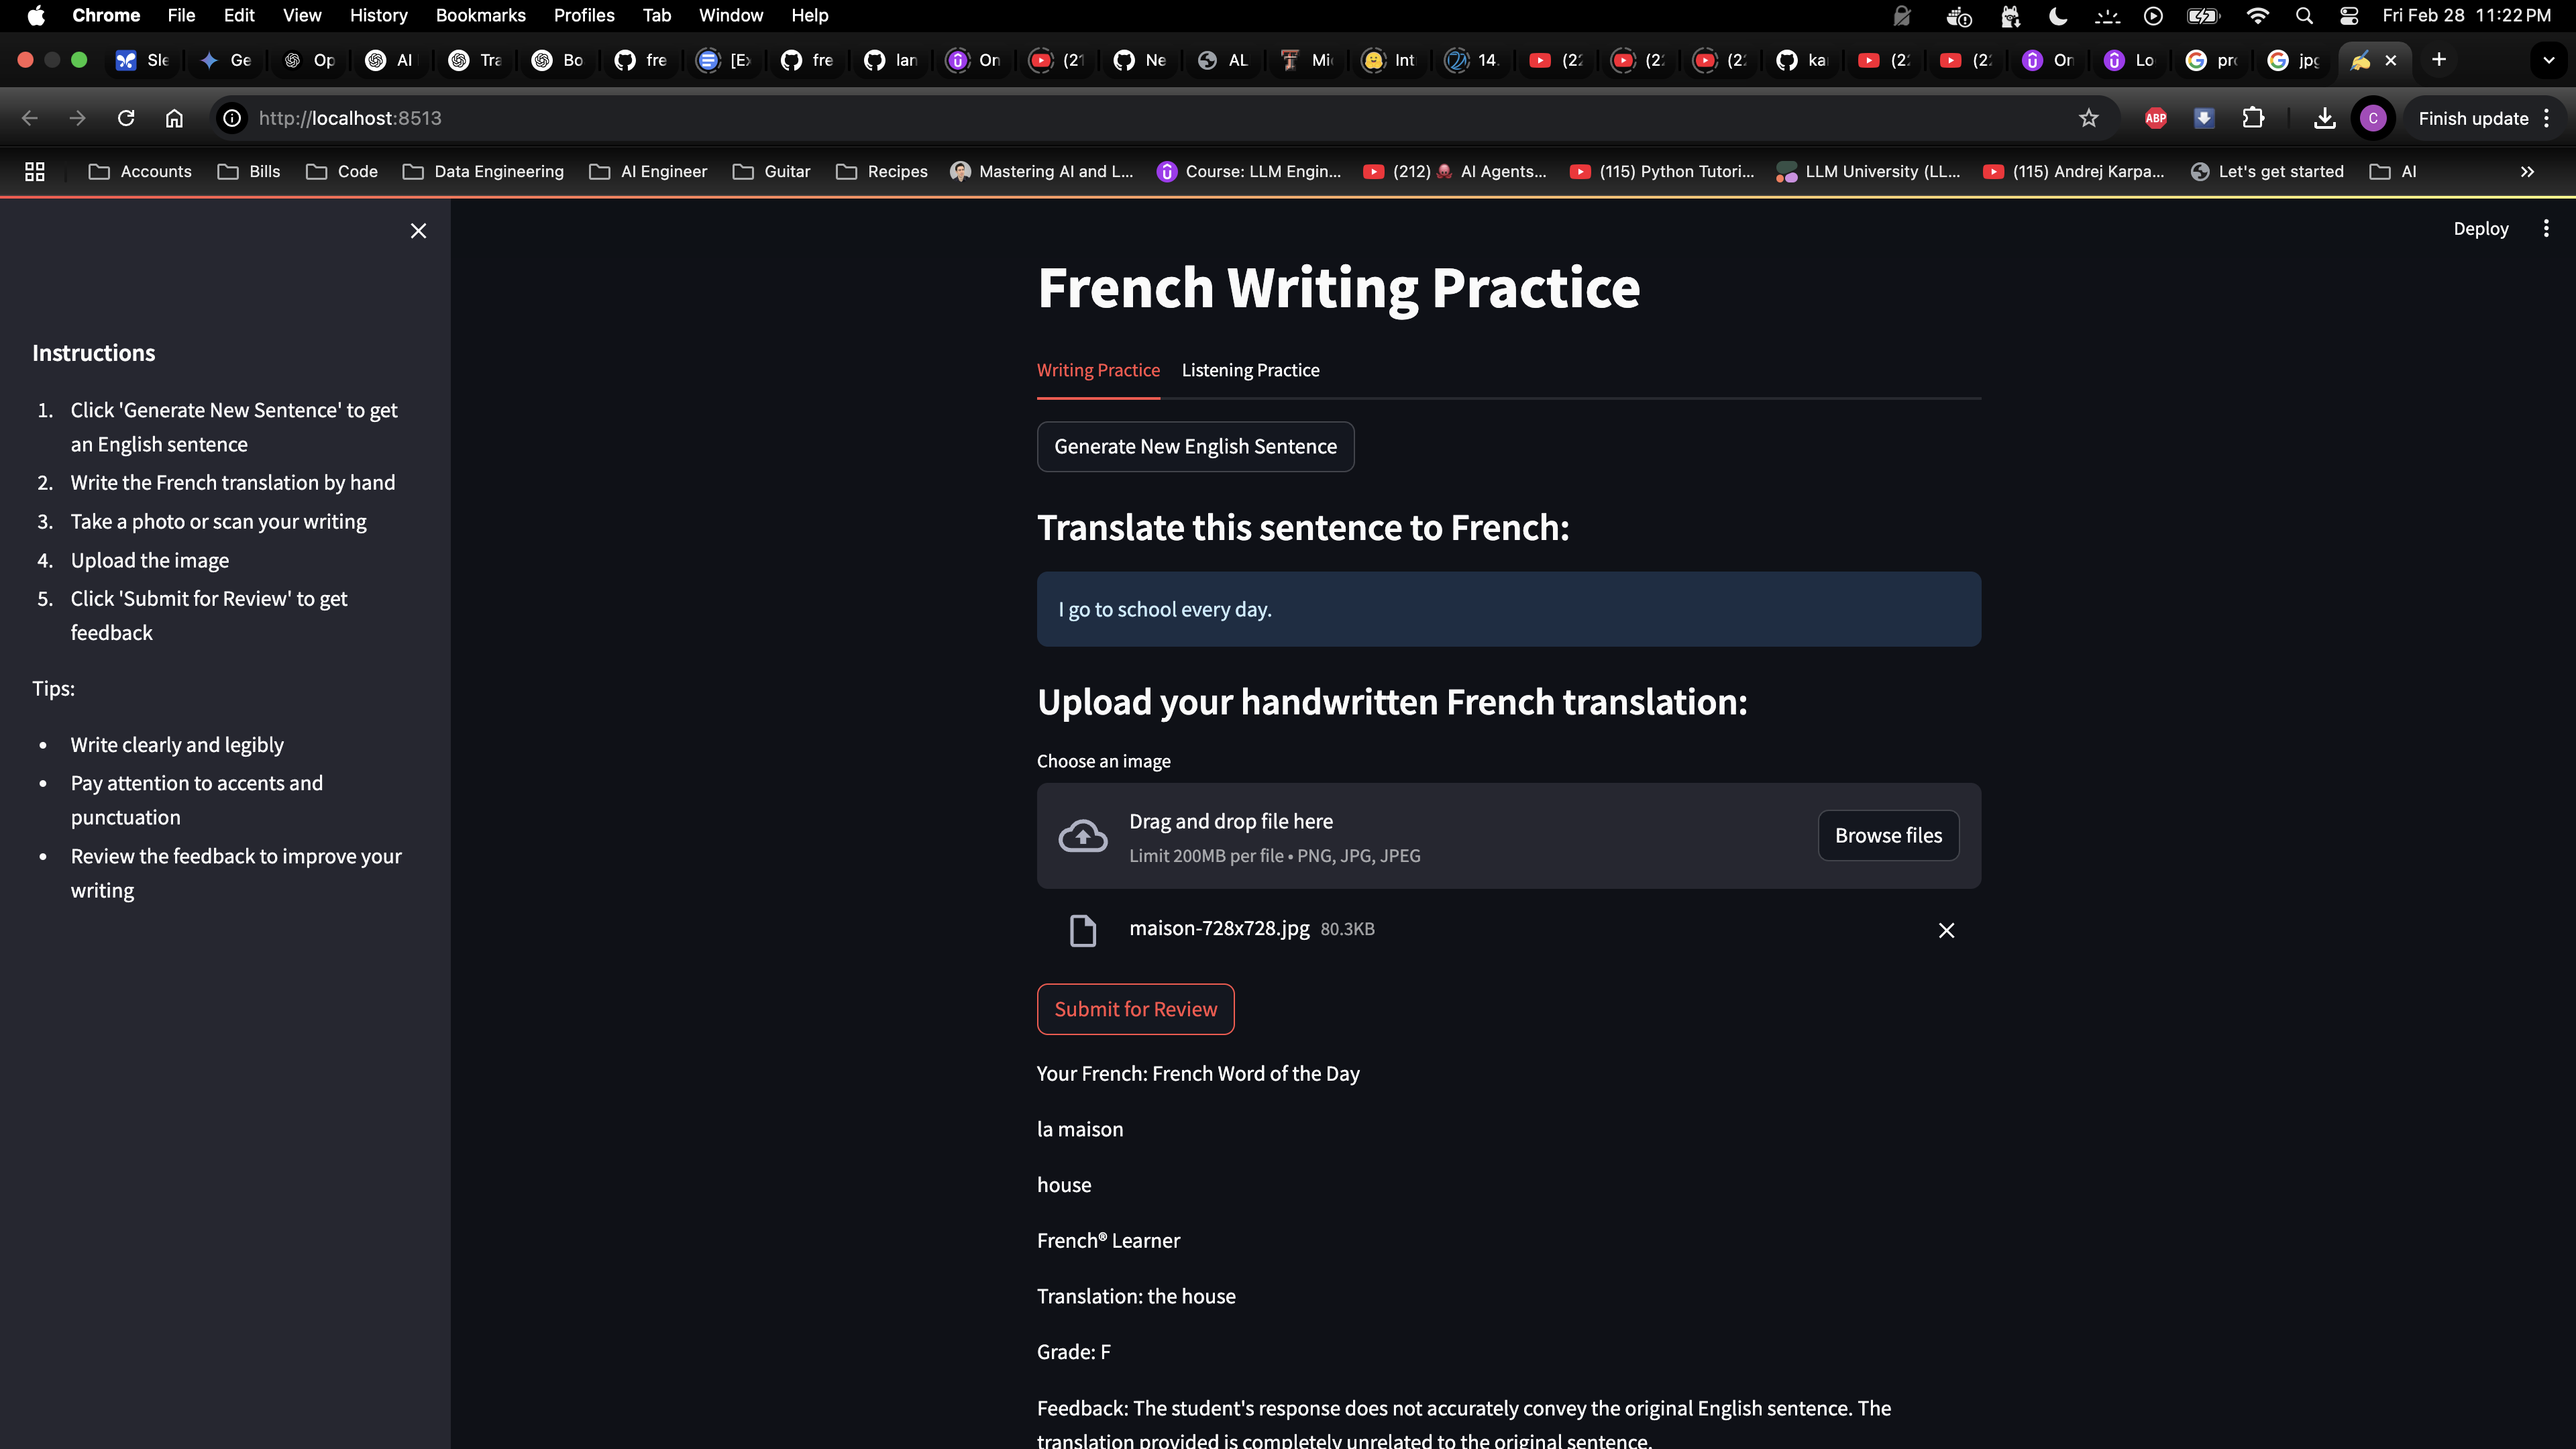 Chrome File Edit View History Bookmarks Profiles Tab Window Help Fri Feb 28 11:22 PM
Sle Ge Op AI Tra Bo fre [Ex fre lan On (21 Ne AL Mi Int 14. (2 (2 (2 ka (2 (2 On Lo pro jpg
http://localhost:8513 ABP C Finish update
Accounts Bills Code Data Engineering AI Engineer Guitar Recipes Mastering AI and L... Course: LLM Engin... (212) AI Agents... (115) Python Tutori... LLM University (LL... (115) Andrej Karpa... Let's get started AI
Deploy
Instructions
1. Click 'Generate New Sentence' to get
an English sentence
2. Write the French translation by hand
3. Take a photo or scan your writing
4. Upload the image
5. Click 'Submit for Review' to get
feedback
Tips:
• Write clearly and legibly
• Pay attention to accents and
punctuation
• Review the feedback to improve your
writing
French Writing Practice
Writing Practice Listening Practice
Generate New English Sentence
Translate this sentence to French:
I go to school every day.
Upload your handwritten French translation:
Choose an image
Drag and drop file here
Limit 200MB per file • PNG, JPG, JPEG
Browse files
maison-728x728.jpg 80.3KB
Submit for Review
Your French: French Word of the Day
la maison
house
French® Learner
Translation: the house
Grade: F
Feedback: The student's response does not accurately convey the original English sentence. The
translation provided is completely unrelated to the original sentence.